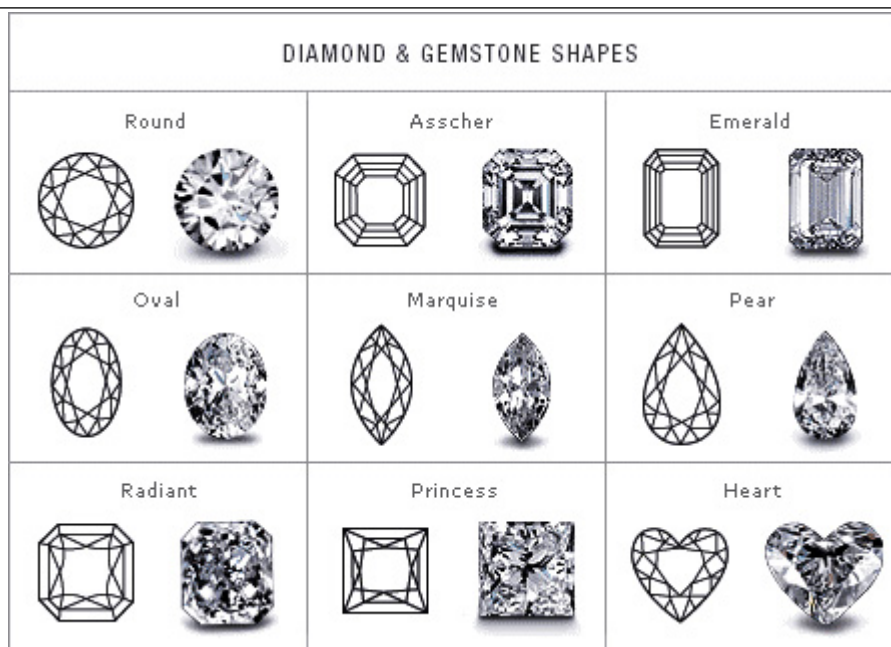 DIAMOND & GEMSTONE SHAPES
Round
Asscher
Emerald
Oval
Marquise
Pear
Radiant
Princess
Heart